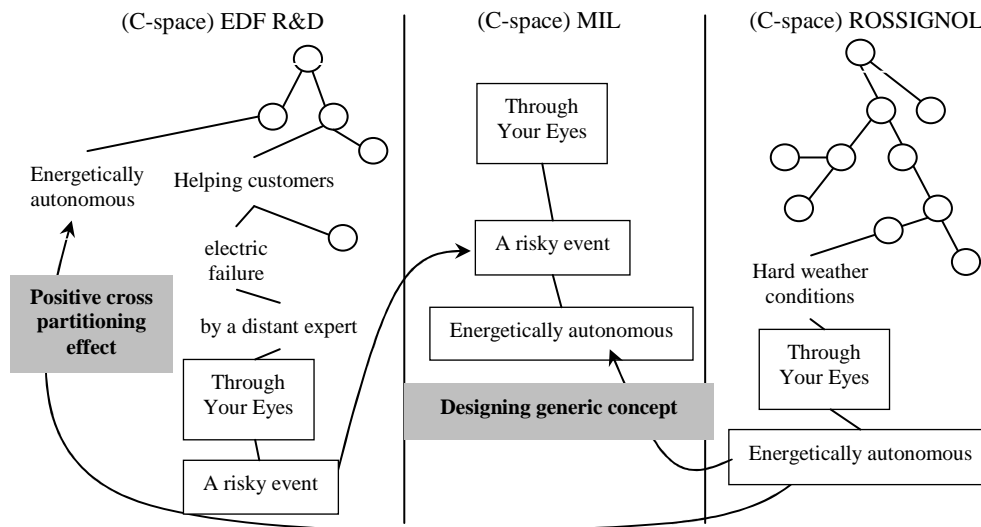 (C-space) EDF R&D
(C-space) MIL
(C-space) ROSSIGNOL
Energetically
autonomous
Helping customers
electric
failure
by a distant expert
Positive cross
partitioning
effect
Through
Your Eyes
A risky event
Through
Your Eyes
A risky event
Energetically autonomous
Designing generic concept
Hard weather
conditions
Through
Your Eyes
Energetically autonomous